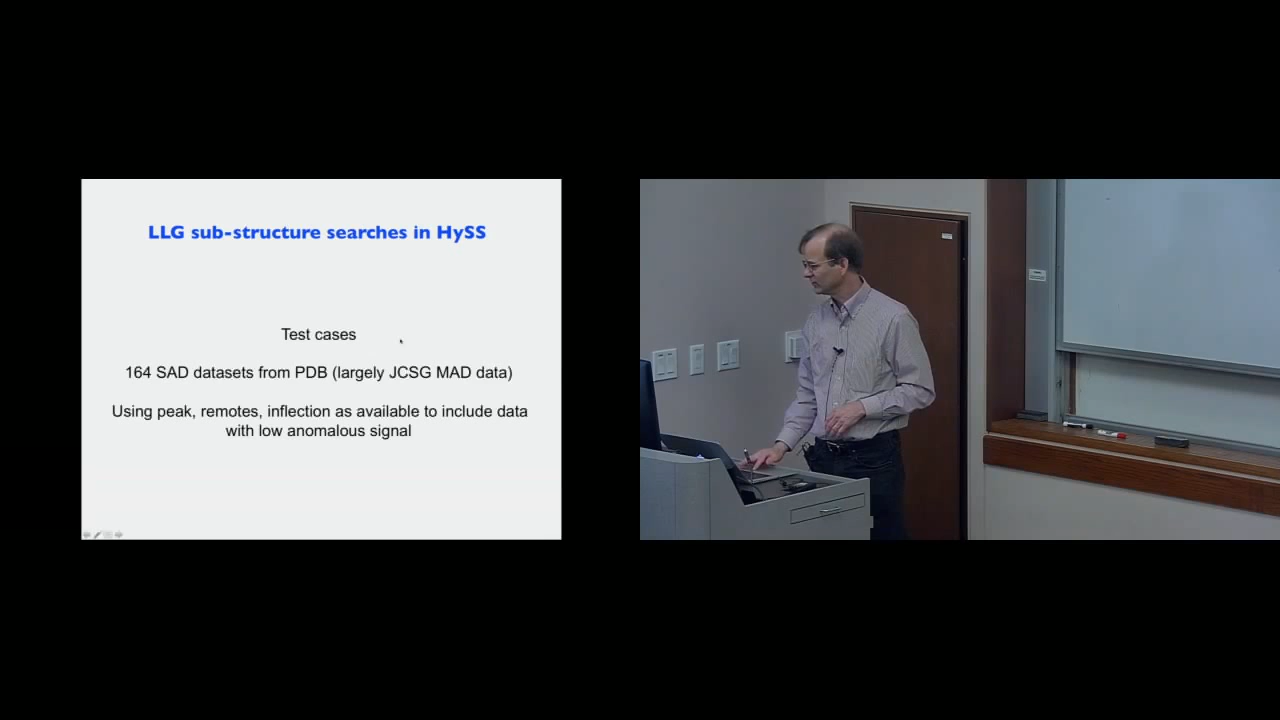 LLG sub-structure searches in HySS
Test cases
164 SAD datasets from PDB (largely JCSG MAD data)
Using peak, remotes, inflection as available to include data
with low anomalous signal